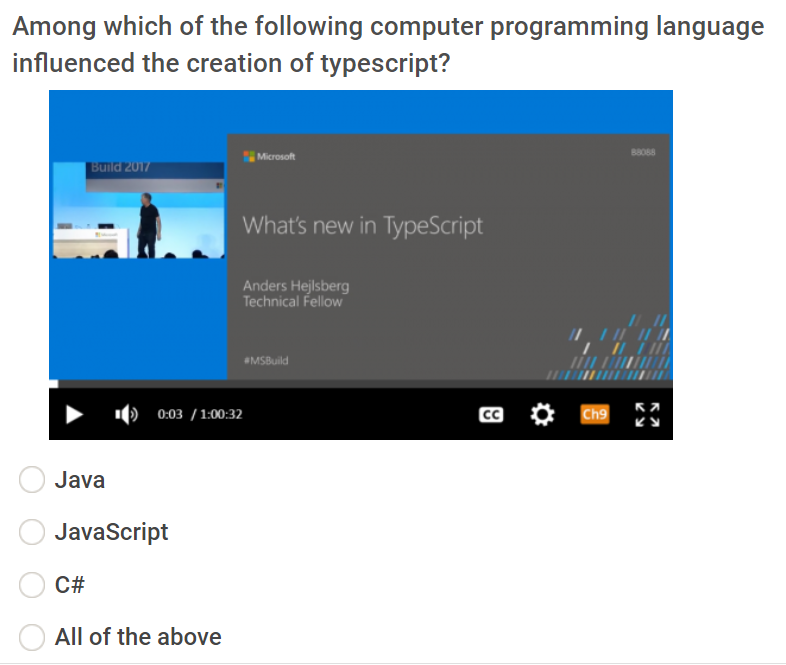 Among which of the following computer programming language
influenced the creation of typescript?
Build 2017
Microsoft
B8088
What's new in TypeScript
Anders Hejlsberg
Technical Fellow
#MSBuild
0:03 / 1:00:32
CC
Ch9
Java
JavaScript
C#
All of the above